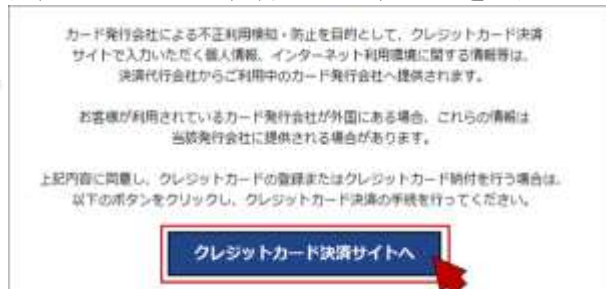 カード発行会社による不正利用検知・防止を目的として、クレジットカード決済
サイトで入力いただく個人情報、インターネット利用環境に関する情報等は、
決済代行会社からご利用中のカード発行会社へ提供されます。
お客様が利用されているカード発行会社が外国にある場合、これらの情報は
当該発行会社に提供される場合があります。
上記内容に同意し、クレジットカードの登録またはクレジットカード納付を行う場合は、
以下のボタンをクリックし、クレジットカード決済の手続を行ってください。
クレジットカード決済サイトへ